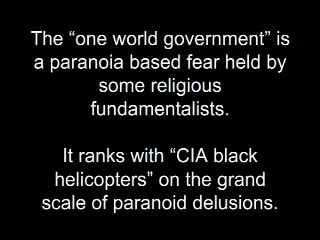 The “one world government” is
a paranoia based fear held by
some religious
fundamentalists.
It ranks with “CIA black
helicopters” on the grand
scale of paranoid delusions.